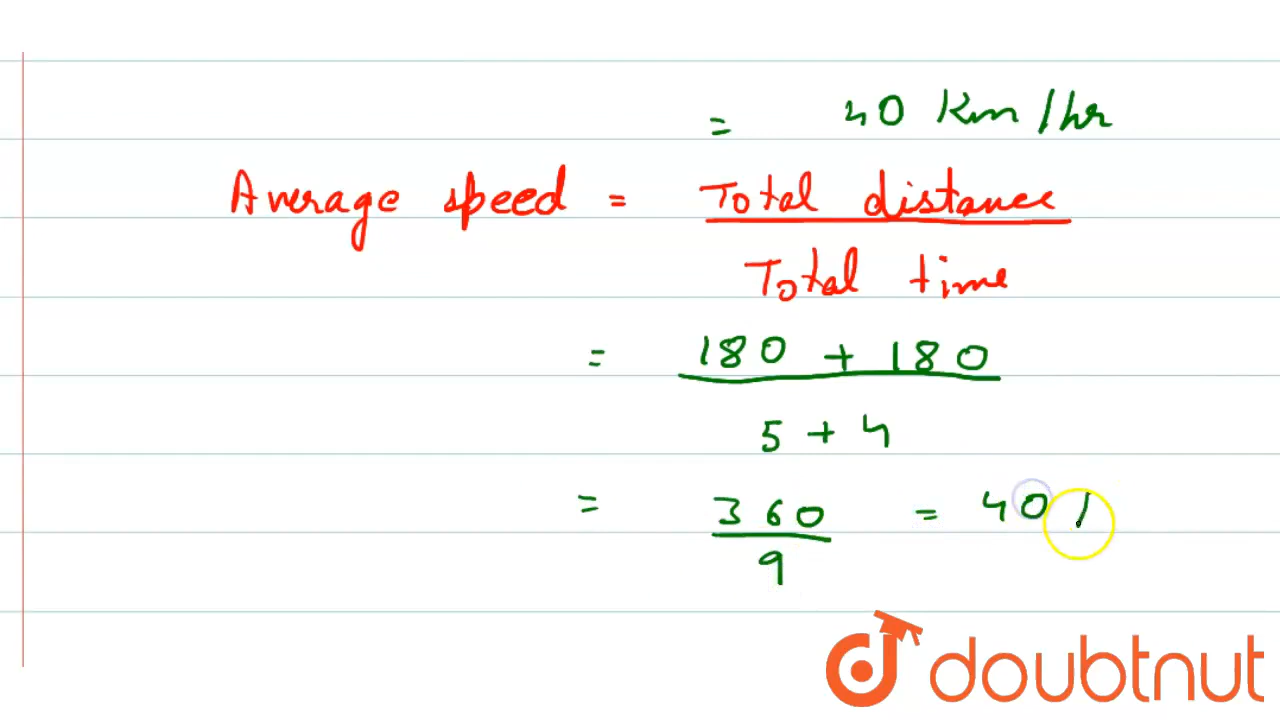 = 40 Km/hr
Average speed = Total distance
Total time
= 180 + 180
5 + 4
= 360 = 40
9
doubtnut